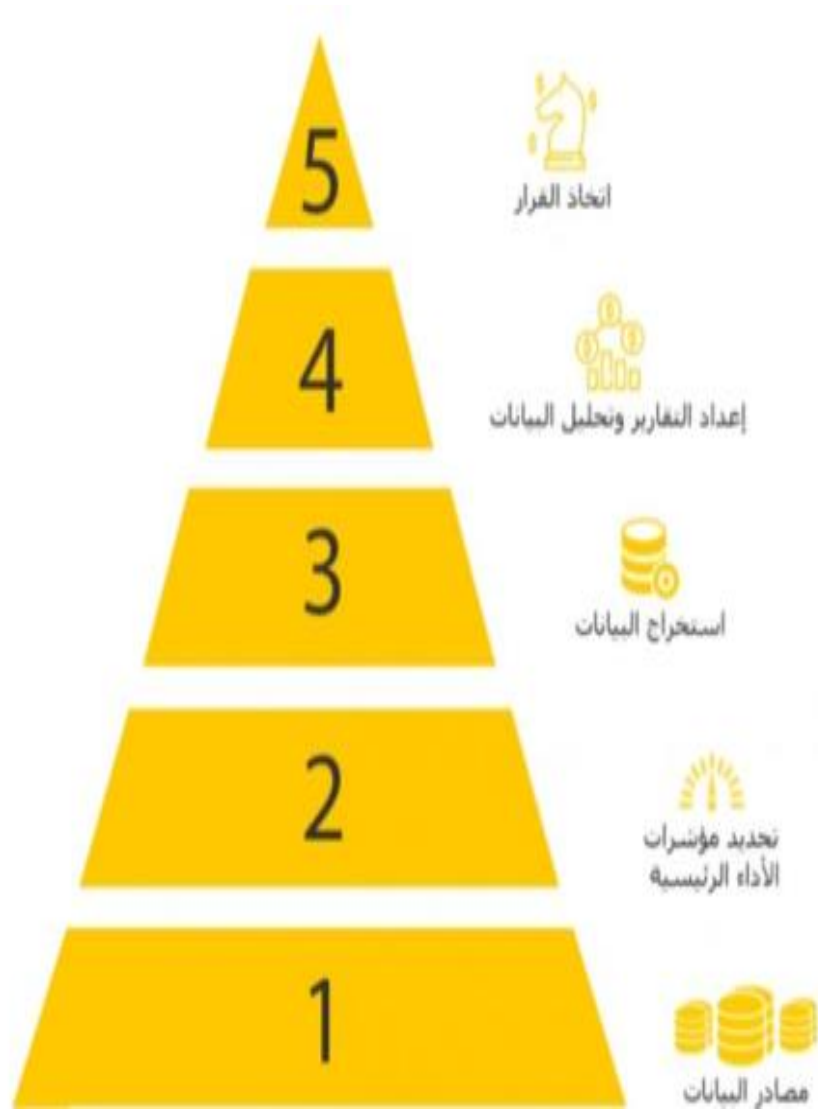 5
اتخاذ القرار
4
إعداد التقارير وتحليل البيانات
3
استخراج البيانات
2
تحديد مؤشرات
الأداء الرئيسية
1
مصادر البيانات